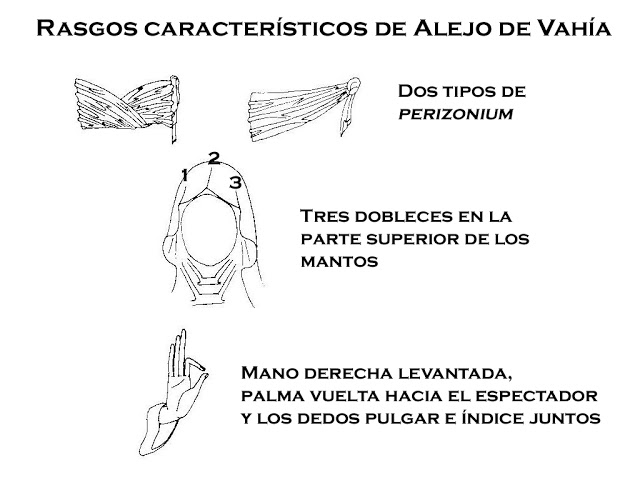 RASGOS CARACTERÍSTICOS DE ALEJO DE VAHÍA
DOS TIPOS DE
PERIZONIUM
1
2
3
TRES DOBLECES EN LA
PARTE SUPERIOR DE LOS
MANTOS
MANO DERECHA LEVANTADA,
PALMA VUELTA HACIA EL ESPECTADOR
Y LOS DEDOS PULGAR E ÍNDICE JUNTOS